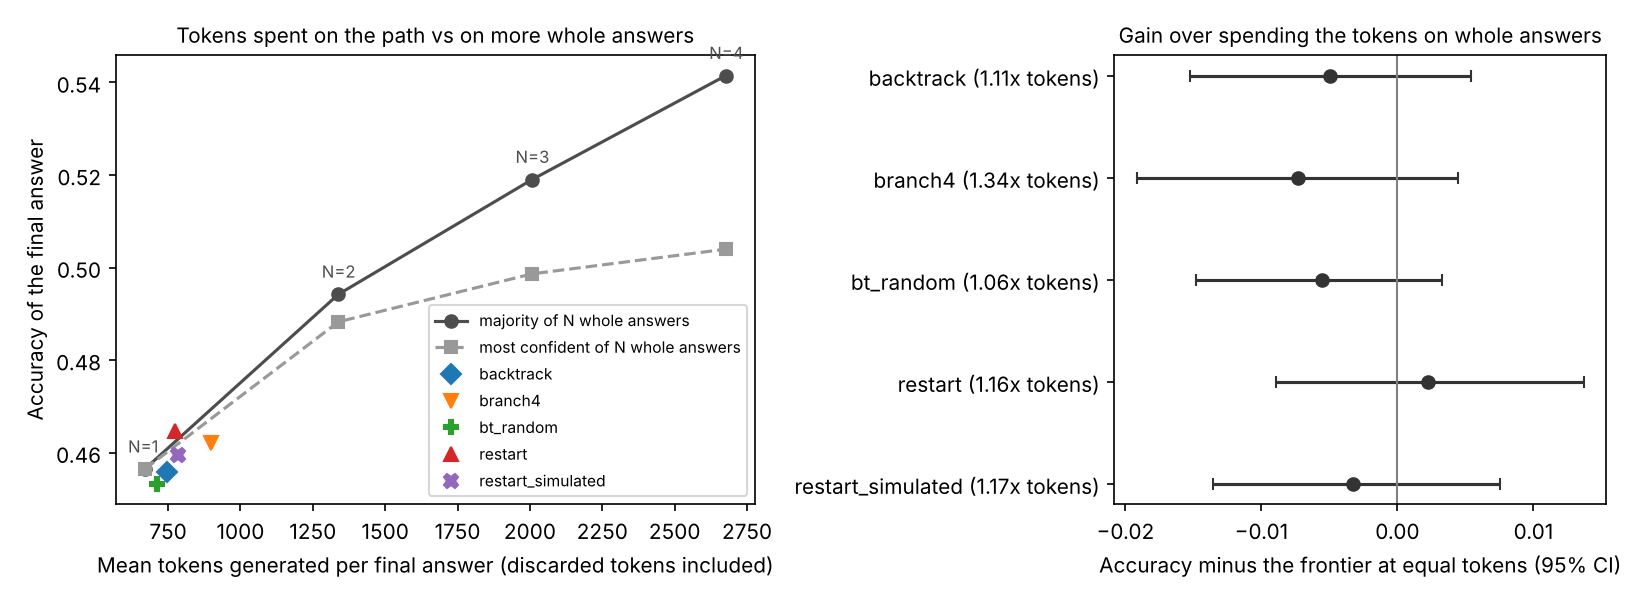 Tokens spent on the path vs on more whole answers
N=4
N=3
N=2
N=1
0.54
0.52
0.50
0.48
0.46
Accuracy of the final answer
majority of N whole answers
most confident of N whole answers
backtrack
branch4
bt_random
restart
restart_simulated
750 1000 1250 1500 1750 2000 2250 2500 2750
Mean tokens generated per final answer (discarded tokens included)
Gain over spending the tokens on whole answers
backtrack (1.11x tokens)
branch4 (1.34x tokens)
bt_random (1.06x tokens)
restart (1.16x tokens)
restart_simulated (1.17x tokens)
−0.02 −0.01 0.00 0.01
Accuracy minus the frontier at equal tokens (95% CI)